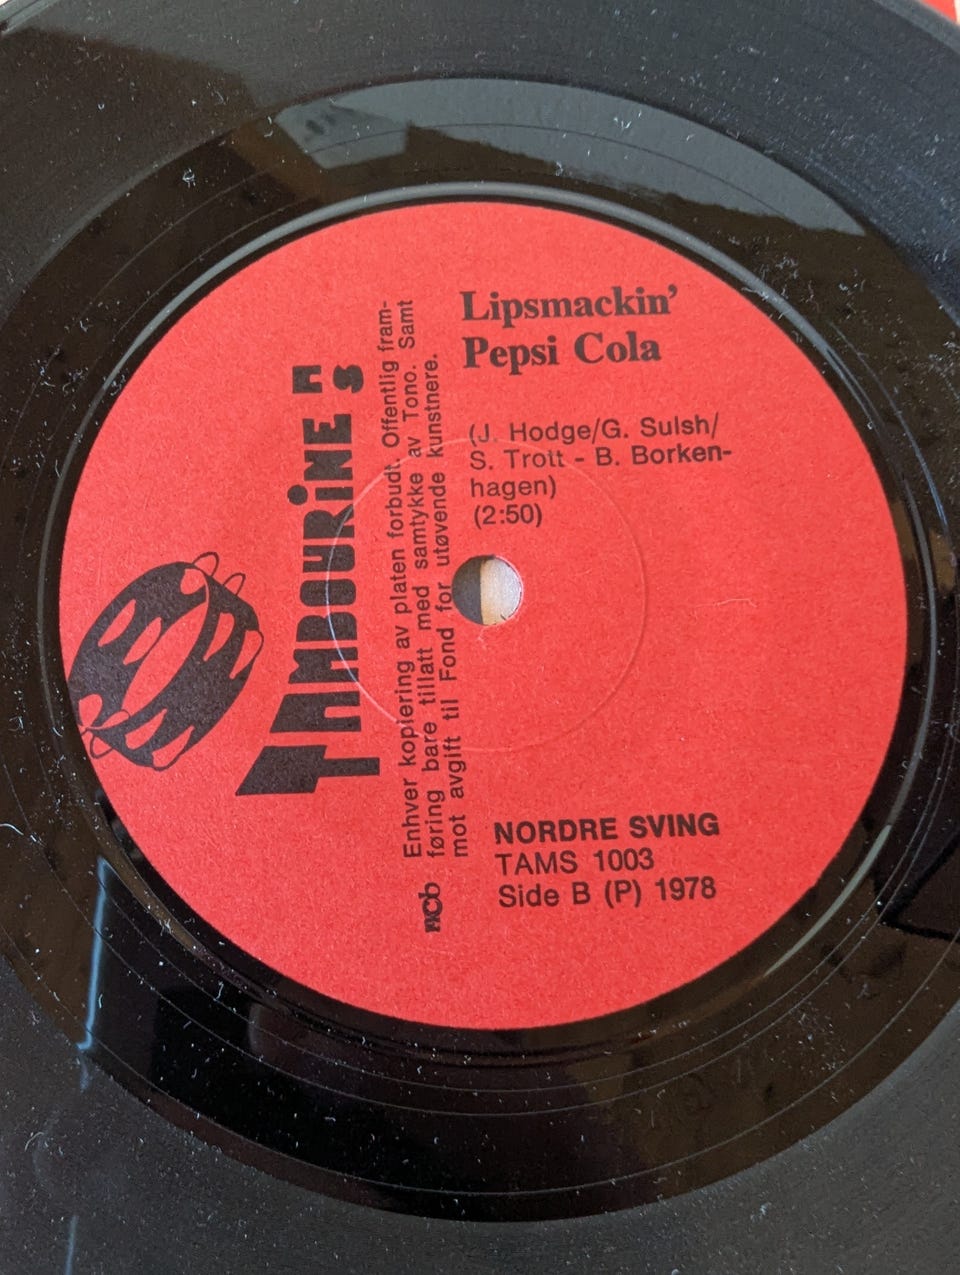 Lipsmackin’
Pepsi Cola
(J. Hodge/G. Sulsh/
S. Trott - B. Borken-
hagen)
(2:50)
NORDRE SVING
TAMS 1003
Side B (P) 1978
TAMBOURiNE
ncb
Enhver kopiering av platen forbudt. Offentlig fram-
føring bare tillatt med samtykke av Tono. Samt
mot avgift til Fond for utøvende kunstnere.